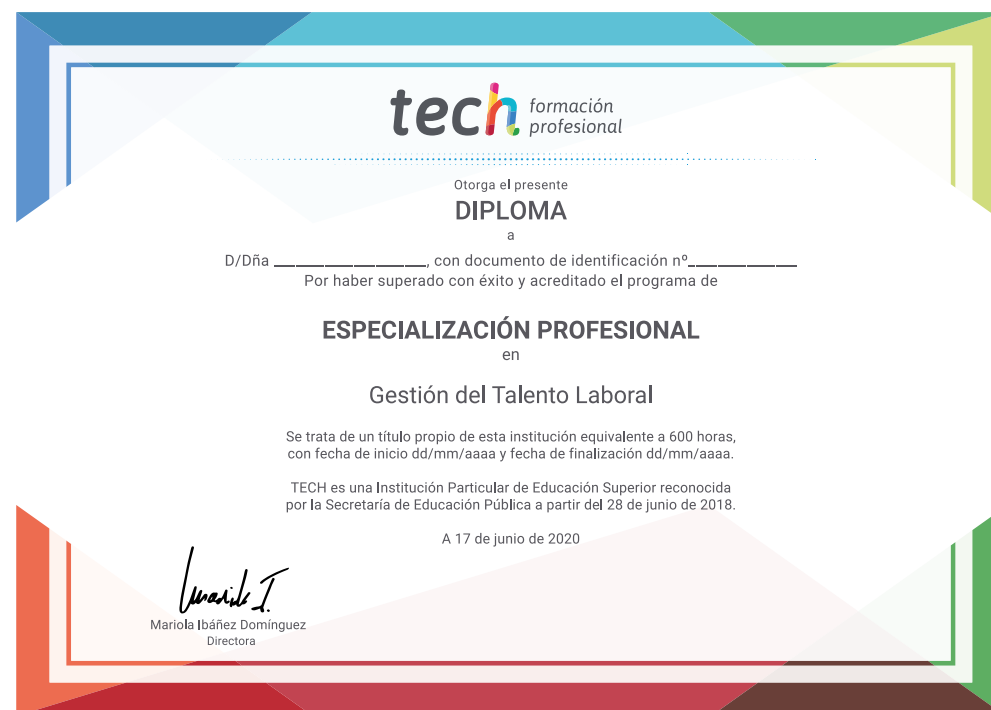 tech formación
profesional
Otorga el presente
DIPLOMA
a
D/Dña ____________________, con documento de identificación nº______________
Por haber superado con éxito y acreditado el programa de
ESPECIALIZACIÓN PROFESIONAL
en
Gestión del Talento Laboral
Se trata de un título propio de esta institución equivalente a 600 horas,
con fecha de inicio dd/mm/aaaa y fecha de finalización dd/mm/aaaa.
TECH es una Institución Particular de Educación Superior reconocida
por la Secretaría de Educación Pública a partir del 28 de junio de 2018.
A 17 de junio de 2020
Mariola Ibáñez Domínguez
Directora